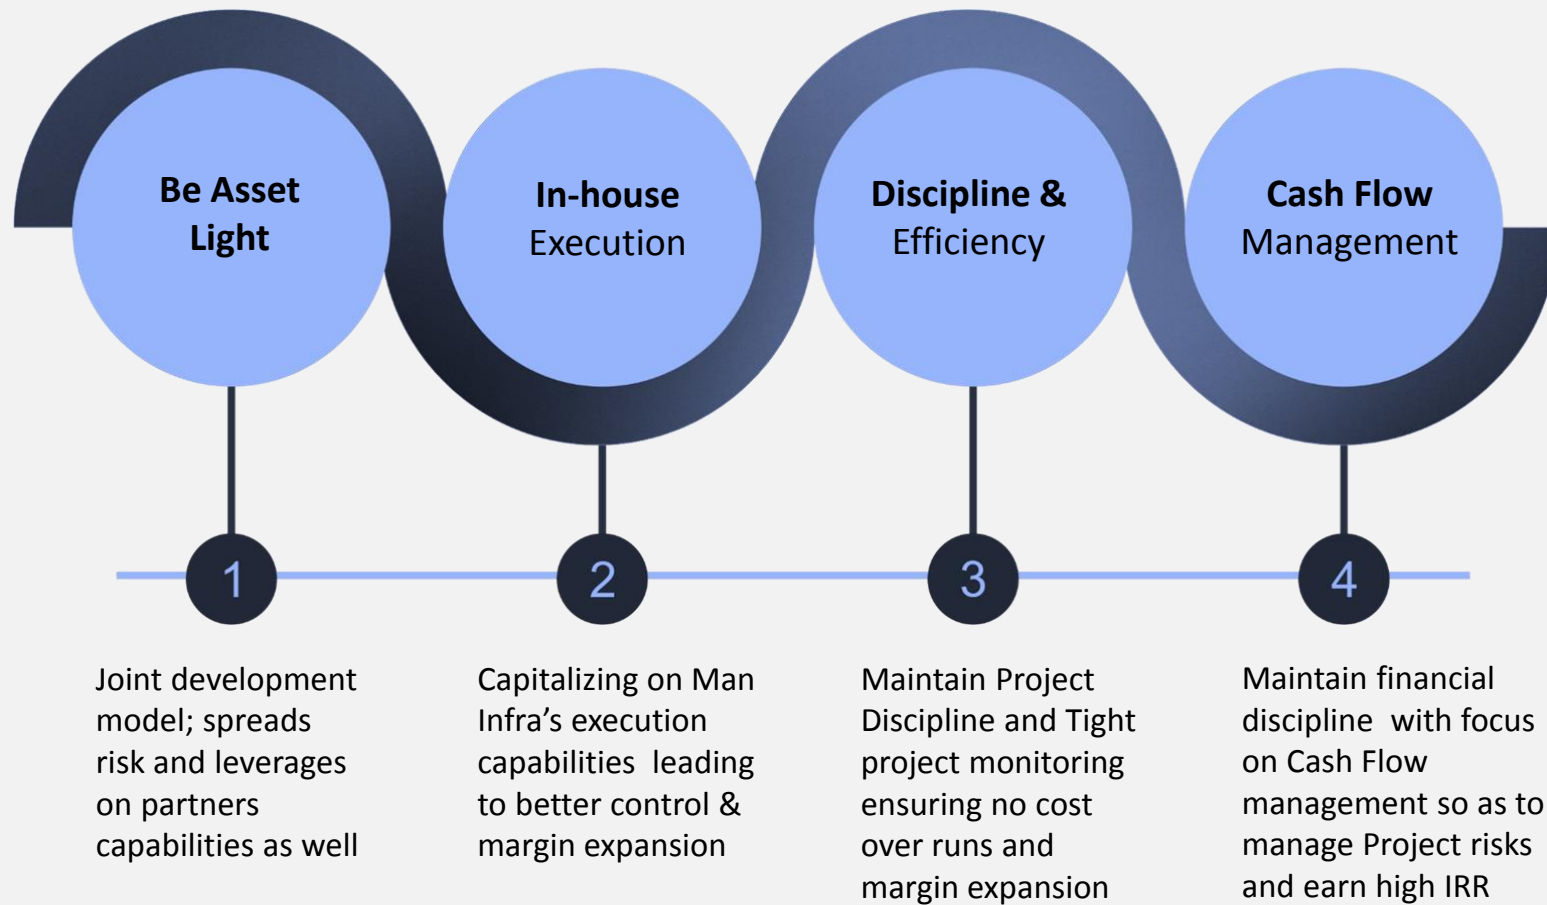 Be Asset
Light
In-house
Execution
Discipline &
Efficiency
Cash Flow
Management
1
2
3
4
Joint development
model; spreads
risk and leverages
on partners
capabilities as well
Capitalizing on Man
Infra’s execution
capabilities  leading
to better control &
margin expansion
Maintain Project
Discipline and Tight
project monitoring
ensuring no cost
over runs and
margin expansion
Maintain financial
discipline  with focus
on Cash Flow
management so as to
manage Project risks
and earn high IRR